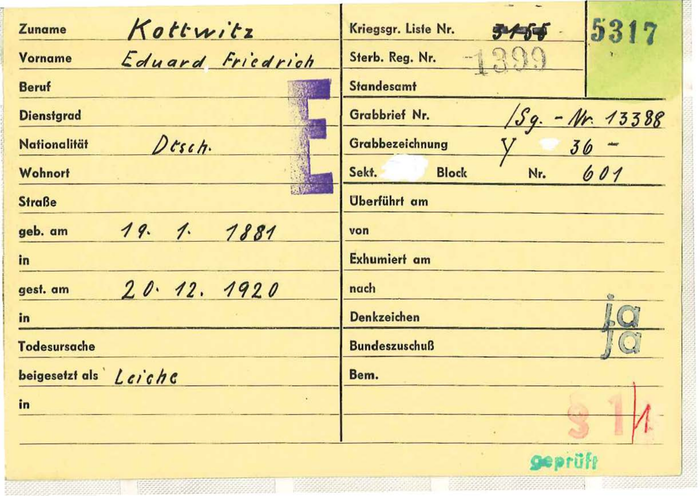 Zuname Kottwitz
Vorname Eduard Friedrich
Beruf
Dienstgrad
Nationalität Dtsch.
Wohnort
Straße
geb. am 19. 1. 1881
in
gest. am 20. 12. 1920
in
Todesursache
beigesetzt als Leiche
in
E
Kriegsgr. Liste Nr.
5317
Sterb. Reg. Nr. 1399
Standesamt
Grabbrief Nr. /Sg. - Nr. 13388
Grabbezeichnung Y 36 -
Sekt. Block Nr. 601
Überführt am
von
Exhumiert am
nach
Denkzeichen ja
Bundeszuschuß ja
Bem.
§ 1/1
geprüft